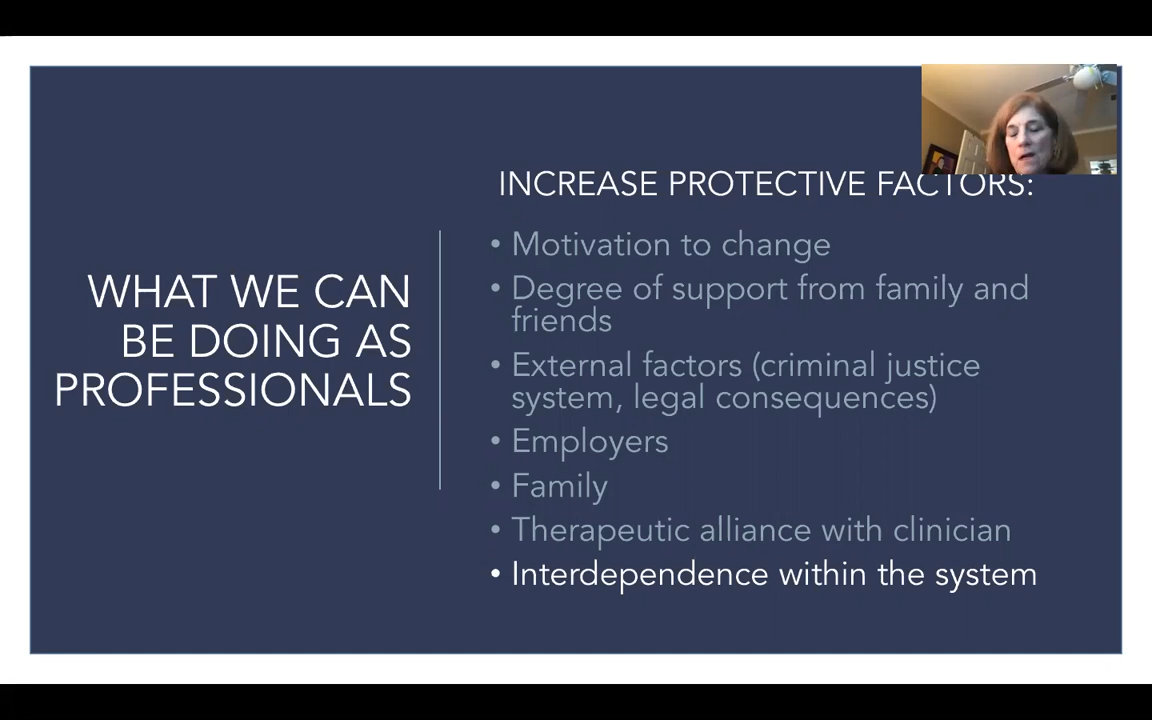 WHAT WE CAN
BE DOING AS
PROFESSIONALS
INCREASE PROTECTIVE FACTORS:
• Motivation to change
• Degree of support from family and
friends
• External factors (criminal justice
system, legal consequences)
• Employers
• Family
• Therapeutic alliance with clinician
• Interdependence within the system